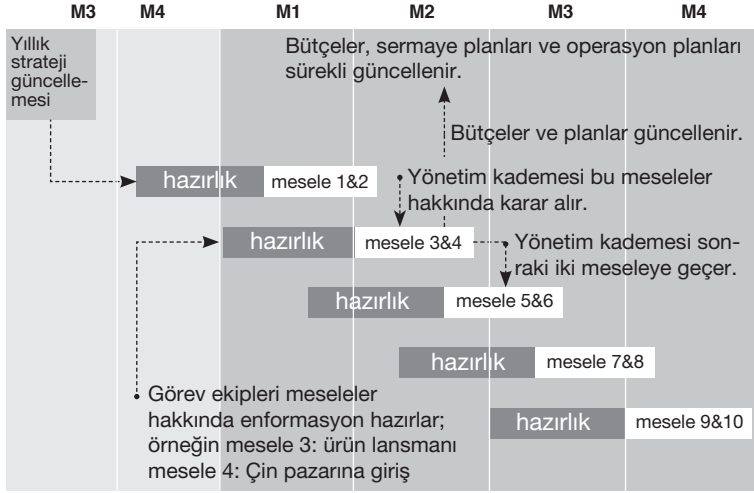 M3 M4 M1 M2 M3 M4
Yıllık
strateji
güncelle-
mesi
Bütçeler, sermaye planları ve operasyon planları
sürekli güncellenir.
Bütçeler ve planlar güncellenir.
hazırlık mesele 1&2
Yönetim kademesi bu meseleler
hakkında karar alır.
hazırlık mesele 3&4
Yönetim kademesi son-
raki iki meseleye geçer.
hazırlık mesele 5&6
hazırlık mesele 7&8
Görev ekipleri meseleler
hakkında enformasyon hazırlar;
örneğin mesele 3: ürün lansmanı
mesele 4: Çin pazarına giriş
hazırlık mesele 9&10